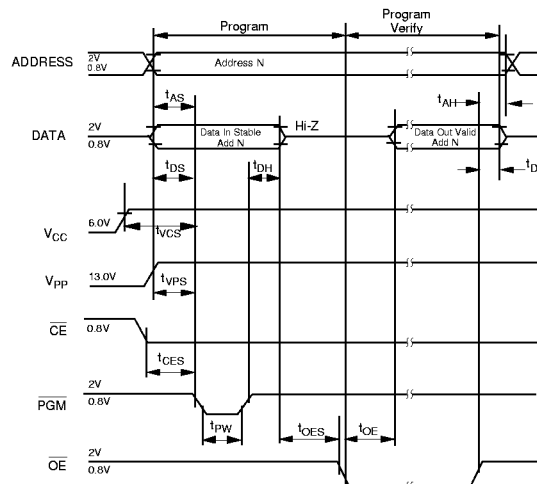 Program
Program
Verify
ADDRESS
2V
0.8V
Address N
tAS
tAH
DATA
2V
0.8V
Data In Stable
Add N
Hi-Z
Data Out Valid
Add N
tDS
tDH
tD
VCC
6.0V
tVCS
VPP
13.0V
tVPS
CE
0.8V
tCES
PGM
2V
0.8V
tPW
tOES
tOE
OE
2V
0.8V